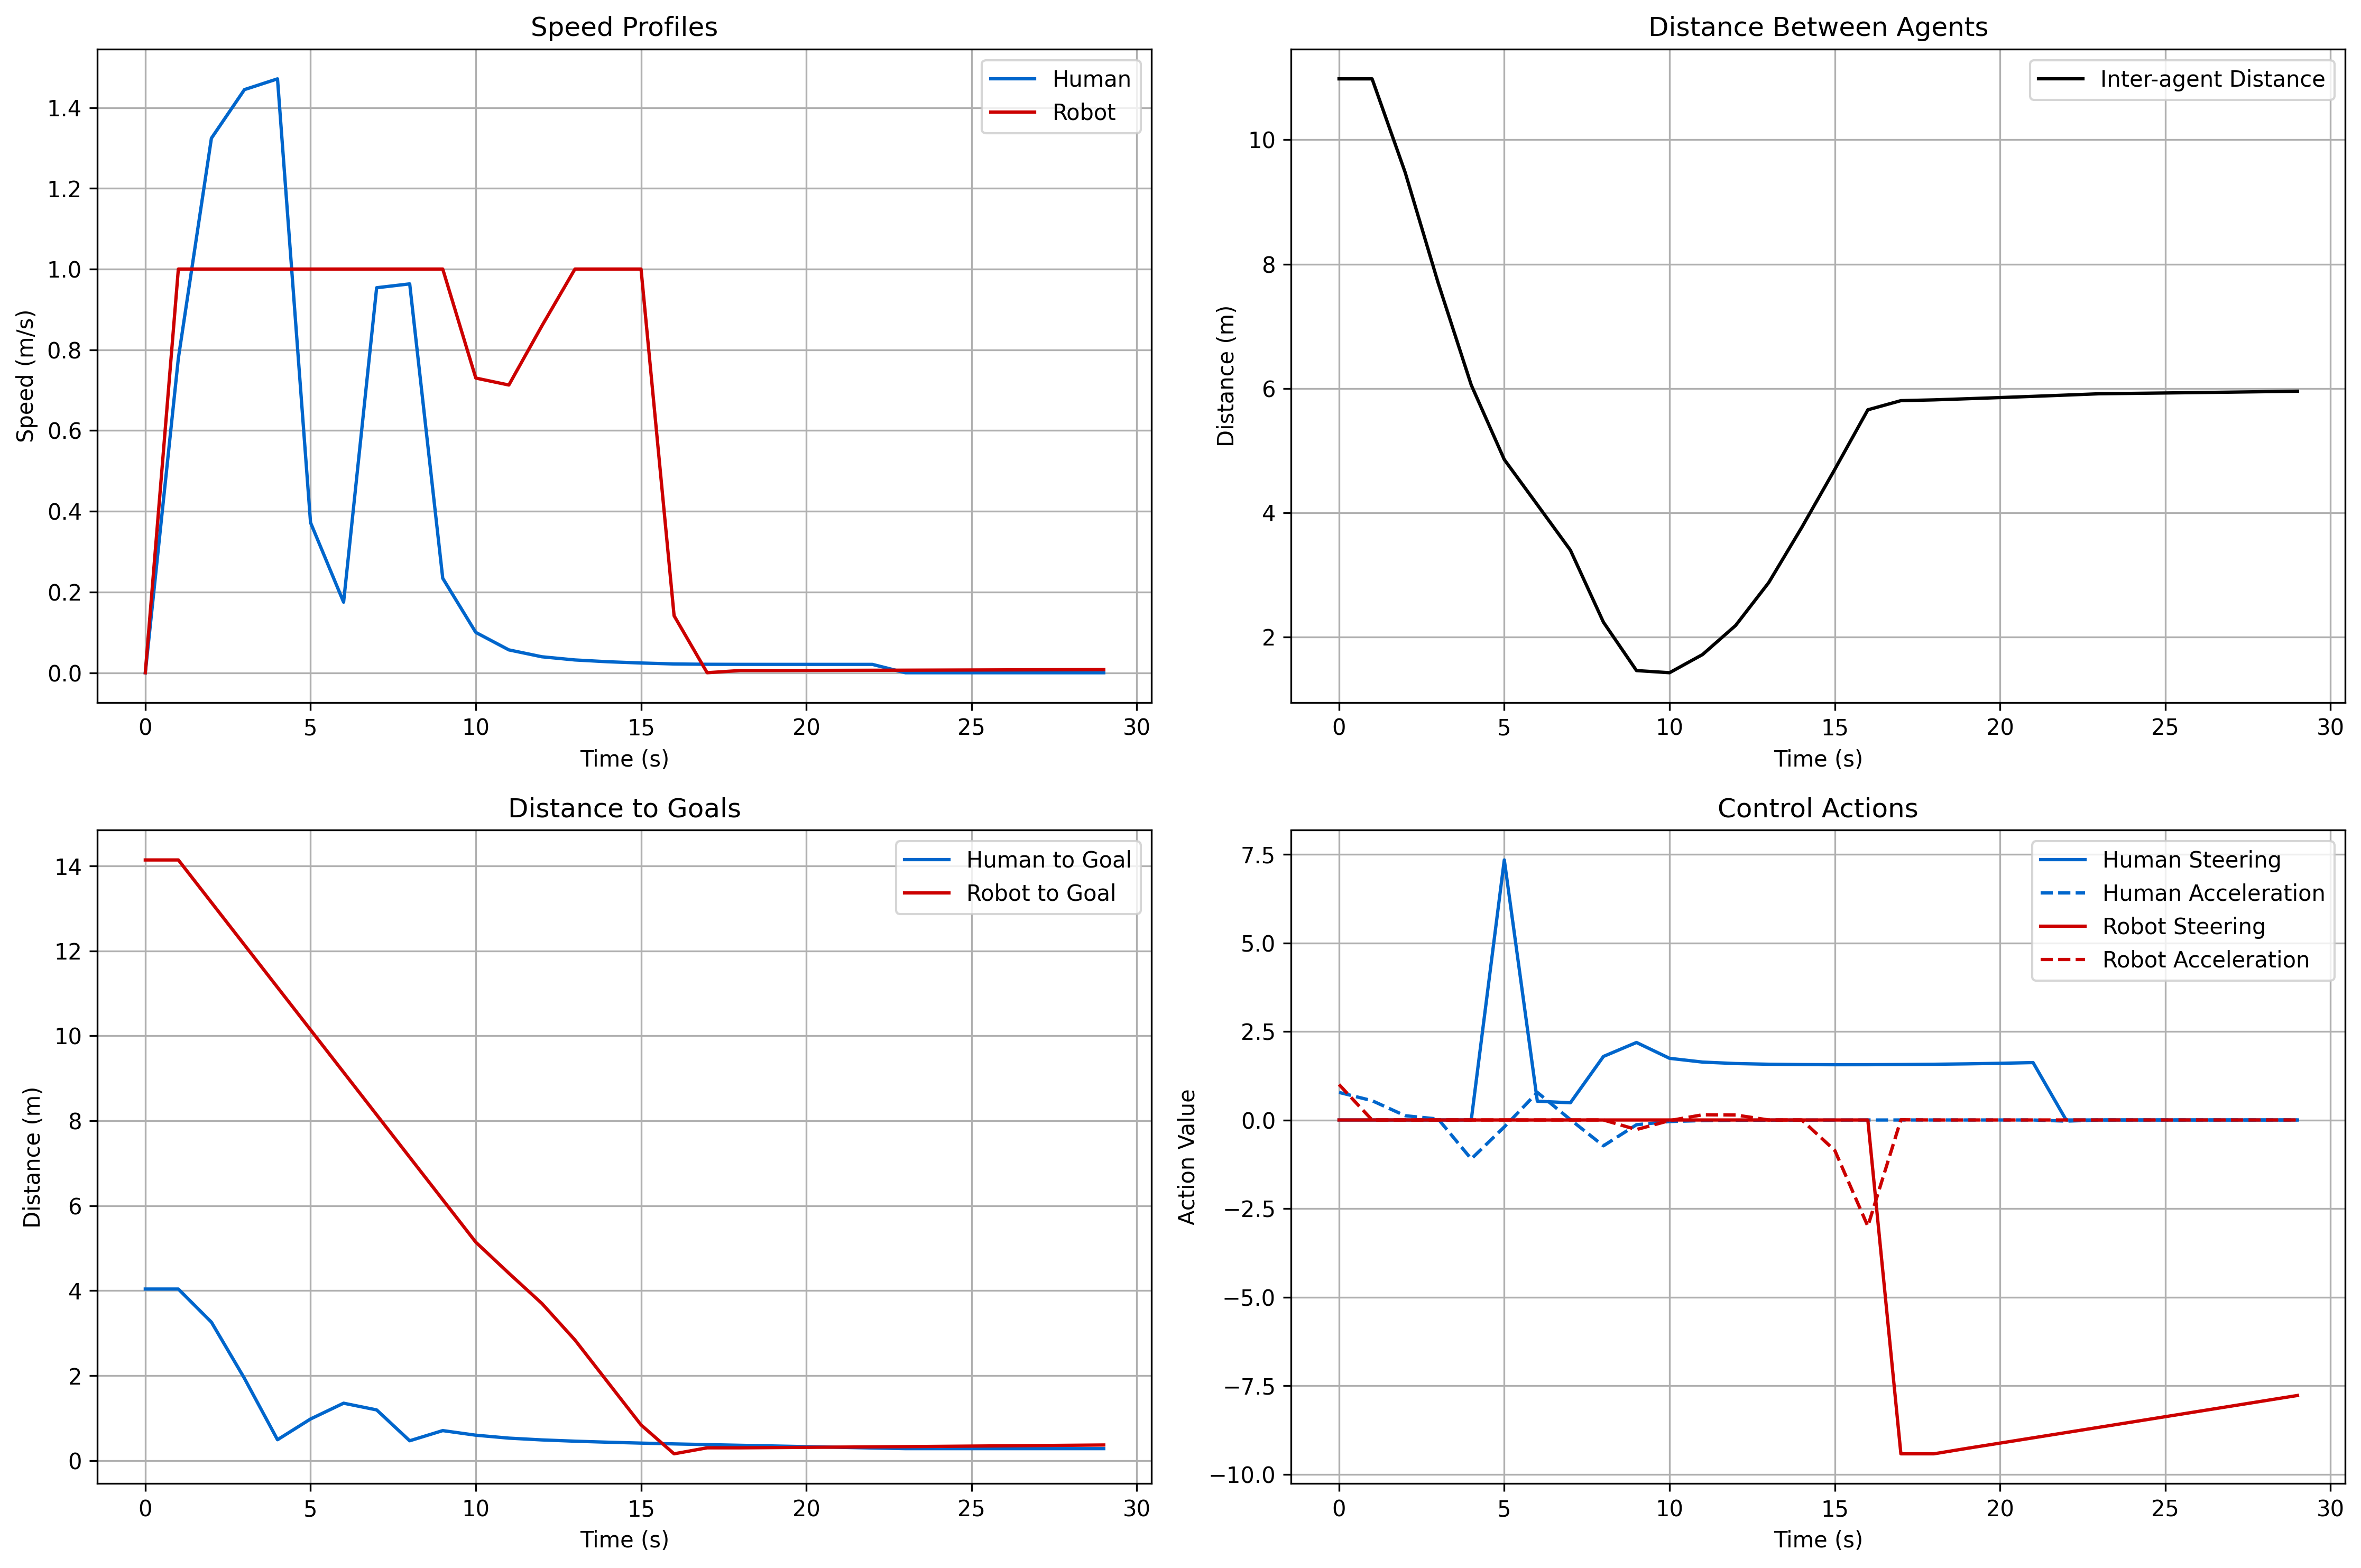 Speed Profiles
Speed (m/s)
1.4
1.2
1.0
0.8
0.6
0.4
0.2
0.0
0 5 10 15 20 25 30
Time (s)
Human
Robot
Distance Between Agents
Distance (m)
10
8
6
4
2
0 5 10 15 20 25 30
Time (s)
Inter-agent Distance
Distance to Goals
Distance (m)
14
12
10
8
6
4
2
0
0 5 10 15 20 25 30
Time (s)
Human to Goal
Robot to Goal
Control Actions
Action Value
7.5
5.0
2.5
0.0
−2.5
−5.0
−7.5
−10.0
0 5 10 15 20 25 30
Time (s)
Human Steering
Human Acceleration
Robot Steering
Robot Acceleration